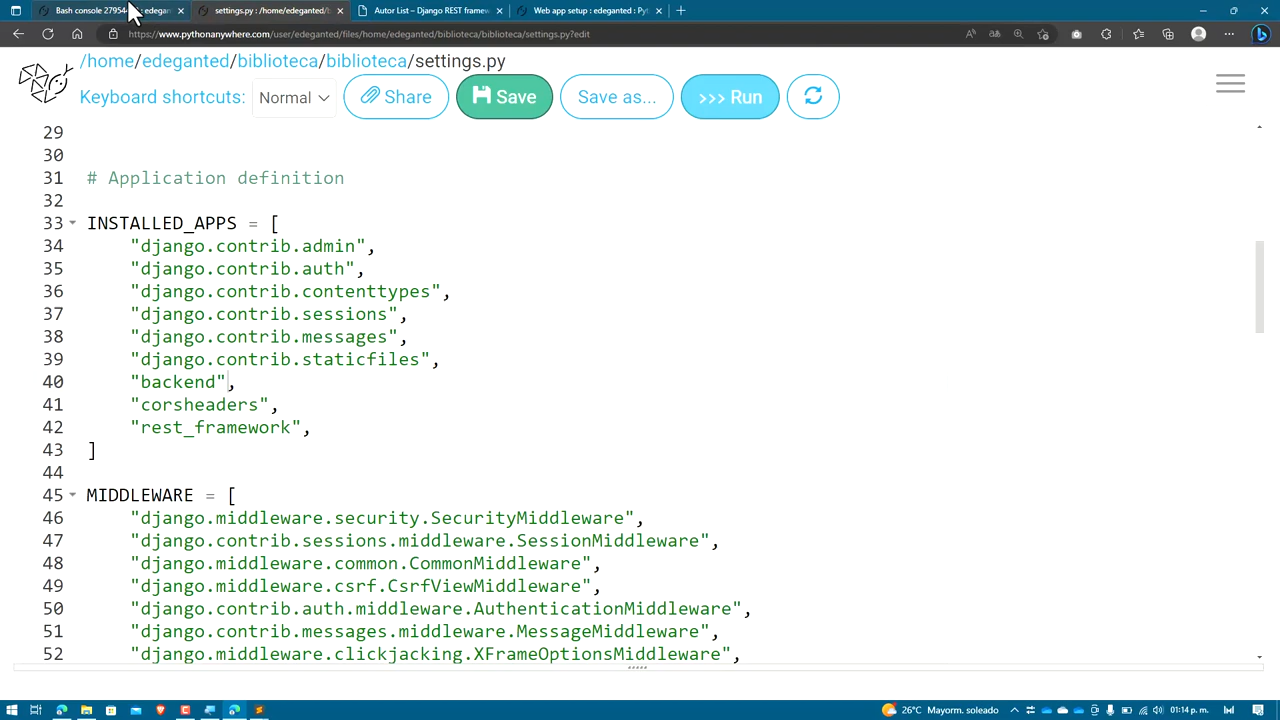 Bash console 2795
edegan
settings.py : /home/edeganted/b
Autor List – Django REST framew
Web app setup : edeganted : Pyt
https://www.pythonanywhere.com/user/edeganted/files/home/edeganted/biblioteca/biblioteca/settings.py?edit
/home/edeganted/biblioteca/biblioteca/settings.py
Keyboard shortcuts: Normal Share Save Save as... >>> Run
29
30
31 # Application definition
32
33 INSTALLED_APPS = [
34 "django.contrib.admin",
35 "django.contrib.auth",
36 "django.contrib.contenttypes",
37 "django.contrib.sessions",
38 "django.contrib.messages",
39 "django.contrib.staticfiles",
40 "backend",
41 "corsheaders",
42 "rest_framework",
43 ]
44
45 MIDDLEWARE = [
46 "django.middleware.security.SecurityMiddleware",
47 "django.contrib.sessions.middleware.SessionMiddleware",
48 "django.middleware.common.CommonMiddleware",
49 "django.middleware.csrf.CsrfViewMiddleware",
50 "django.contrib.auth.middleware.AuthenticationMiddleware",
51 "django.contrib.messages.middleware.MessageMiddleware",
52 "django.middleware.clickjacking.XFrameOptionsMiddleware",
26°C Mayorm. soleado 01:14 p. m.